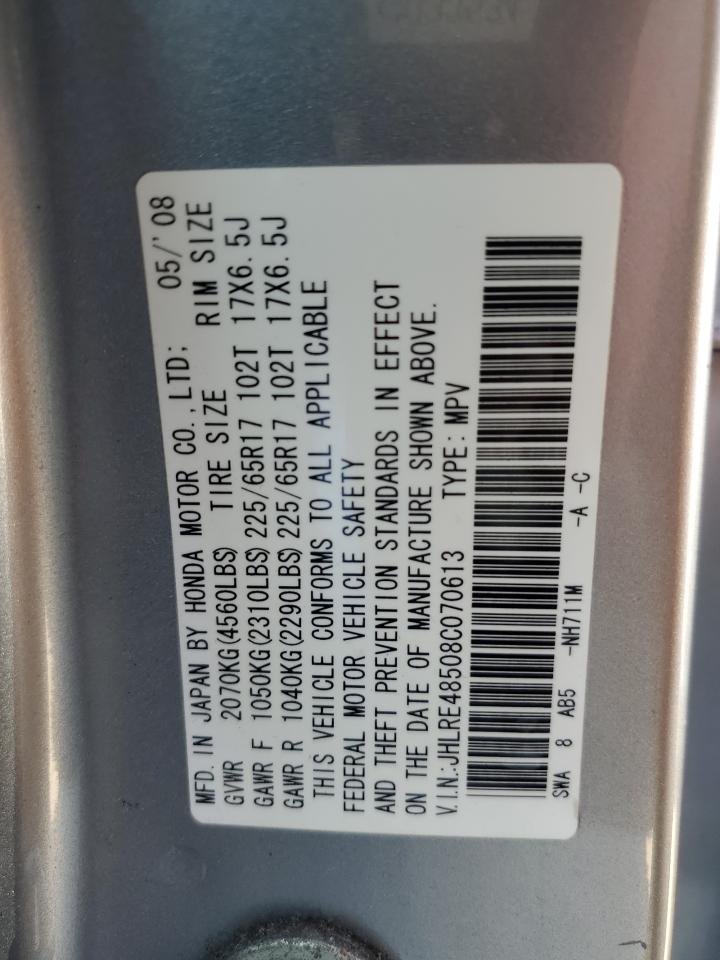 MFD. IN JAPAN BY HONDA MOTOR CO.,LTD; 05/'08
GVWR 2070KG(4560LBS) TIRE SIZE RIM SIZE
GAWR F 1050KG(2310LBS) 225/65R17 102T 17X6.5J
GAWR R 1040KG(2290LBS) 225/65R17 102T 17X6.5J
THIS VEHICLE CONFORMS TO ALL APPLICABLE
FEDERAL MOTOR VEHICLE SAFETY
AND THEFT PREVENTION STANDARDS IN EFFECT
ON THE DATE OF MANUFACTURE SHOWN ABOVE.
V.I.N.:JHLRE48508C070613 TYPE: MPV
SWA 8 AB5 -NH711M -A -C